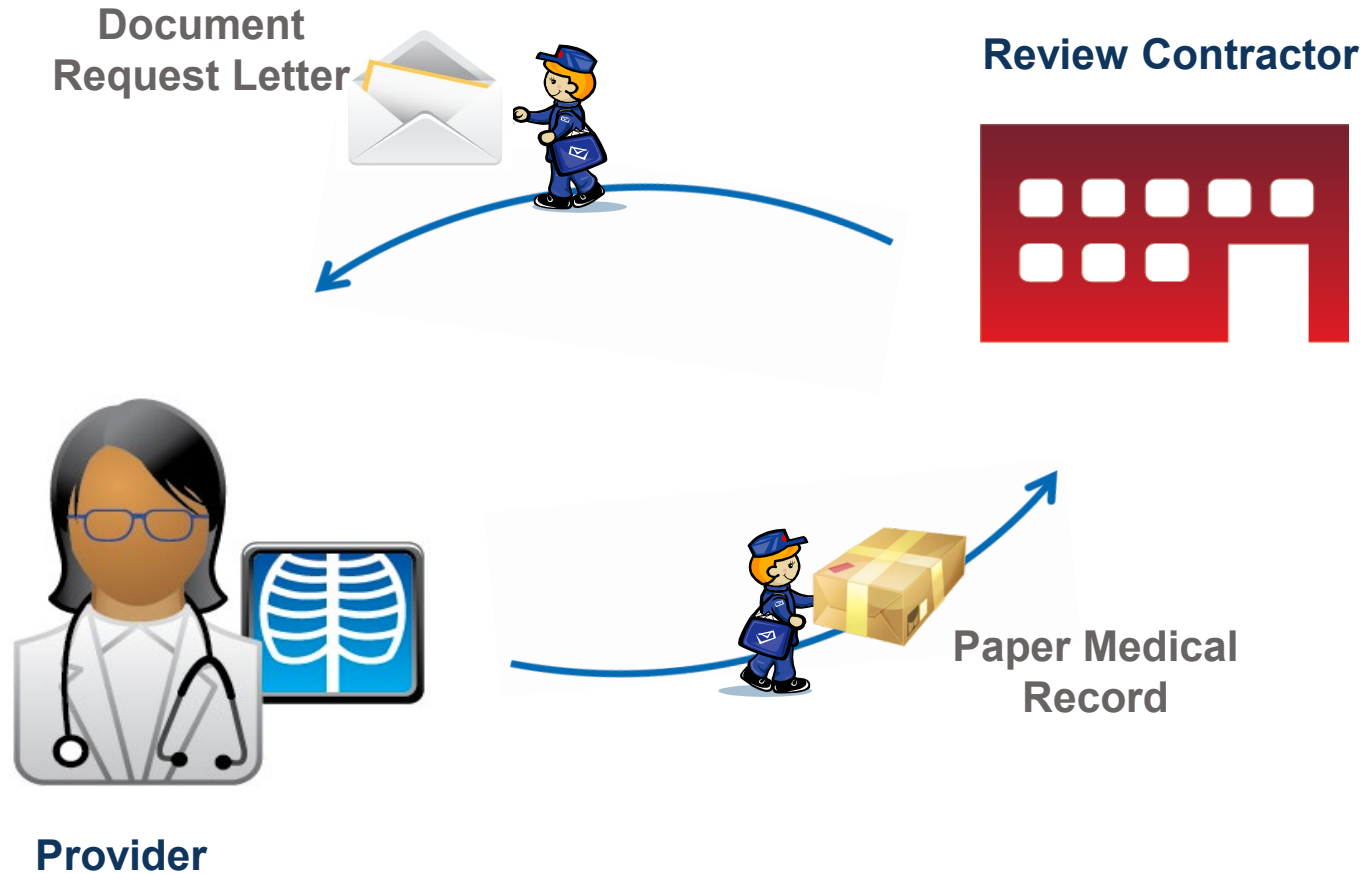 Document
Request Letter
Review Contractor
Paper Medical
Record
Provider